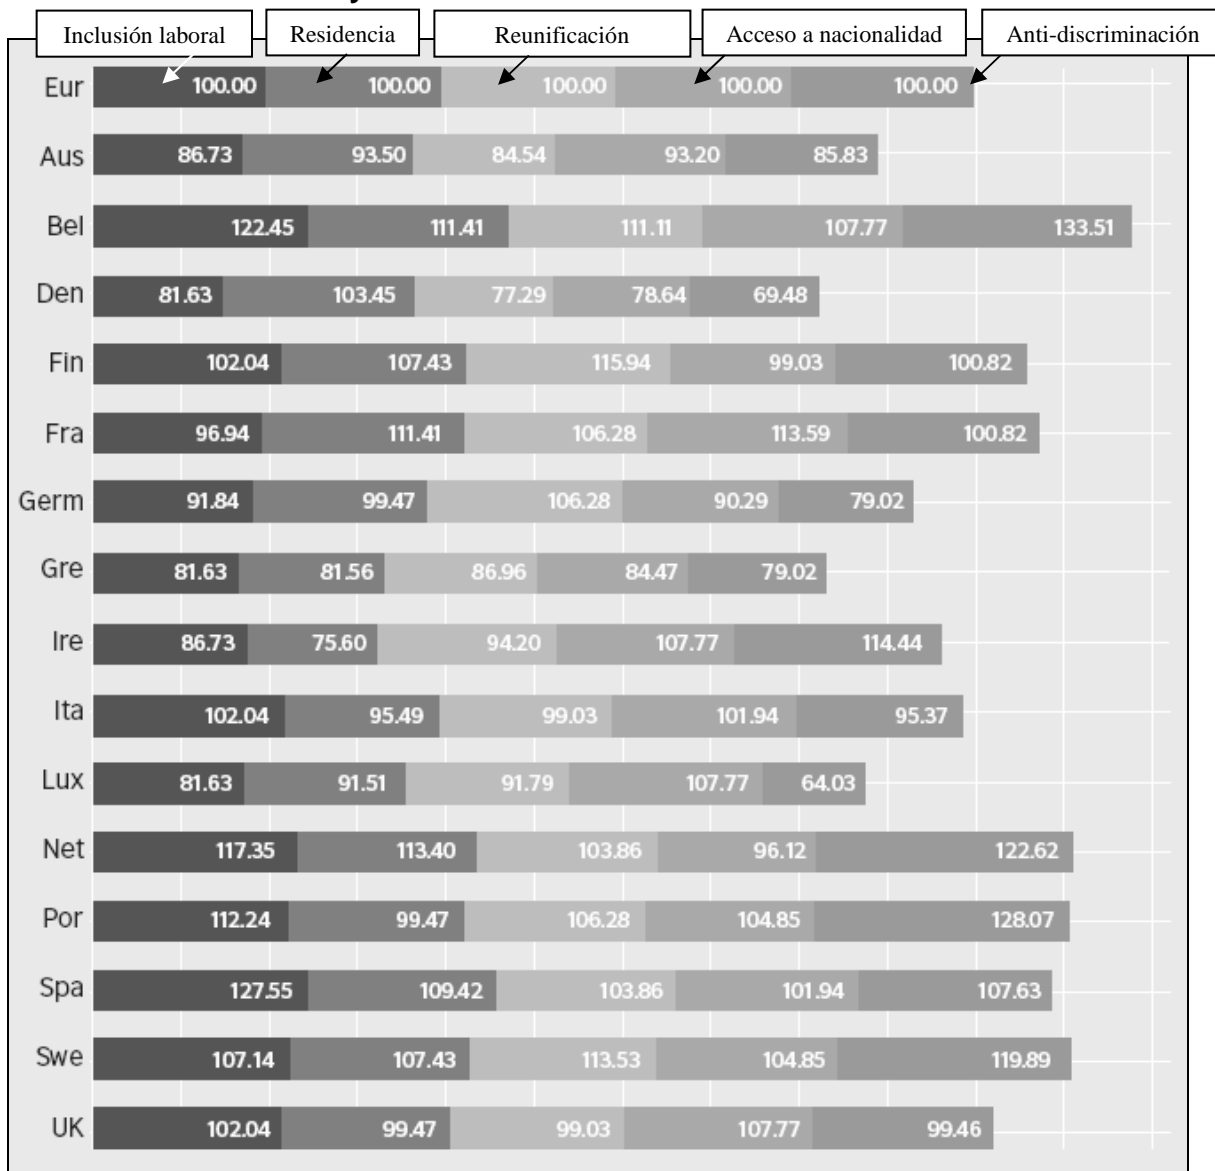 Inclusión laboral Residencia Reunificación Acceso a nacionalidad Anti-discriminación
Eur 100.00 100.00 100.00 100.00 100.00
Aus 86.73 93.50 84.54 93.20 85.83
Bel 122.45 111.41 111.11 107.77 133.51
Den 81.63 103.45 77.29 78.64 69.48
Fin 102.04 107.43 115.94 99.03 100.82
Fra 96.94 111.41 106.28 113.59 100.82
Germ 91.84 99.47 106.28 90.29 79.02
Gre 81.63 81.56 86.96 84.47 79.02
Ire 86.73 75.60 94.20 107.77 114.44
Ita 102.04 95.49 99.03 101.94 95.37
Lux 81.63 91.51 91.79 107.77 64.03
Net 117.35 113.40 103.86 96.12 122.62
Por 112.24 99.47 106.28 104.85 128.07
Spa 127.55 109.42 103.86 101.94 107.63
Swe 107.14 107.43 113.53 104.85 119.89
UK 102.04 99.47 99.03 107.77 99.46